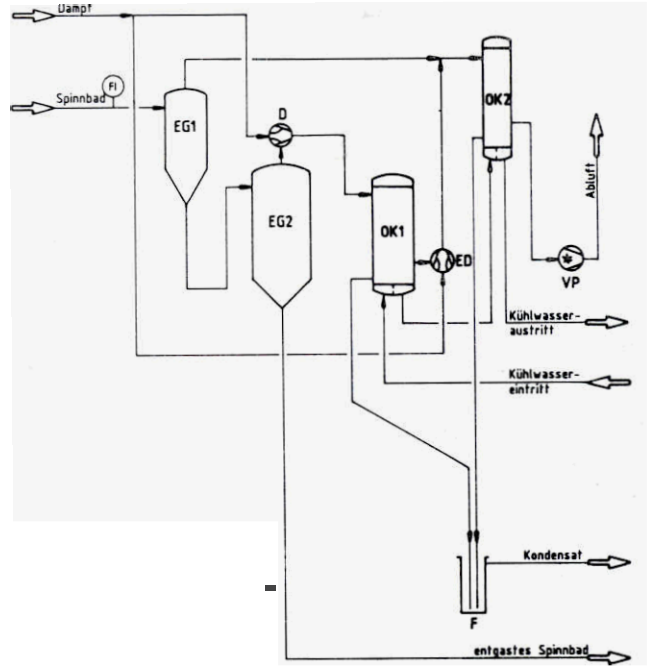 Dampf
FI
Spinnbad
EG1
D
EG2
OK1
ED
OK2
Abluft
VP
Kühlwasser-
austritt
Kühlwasser-
eintritt
Kondensat
F
entgastes Spinnbad